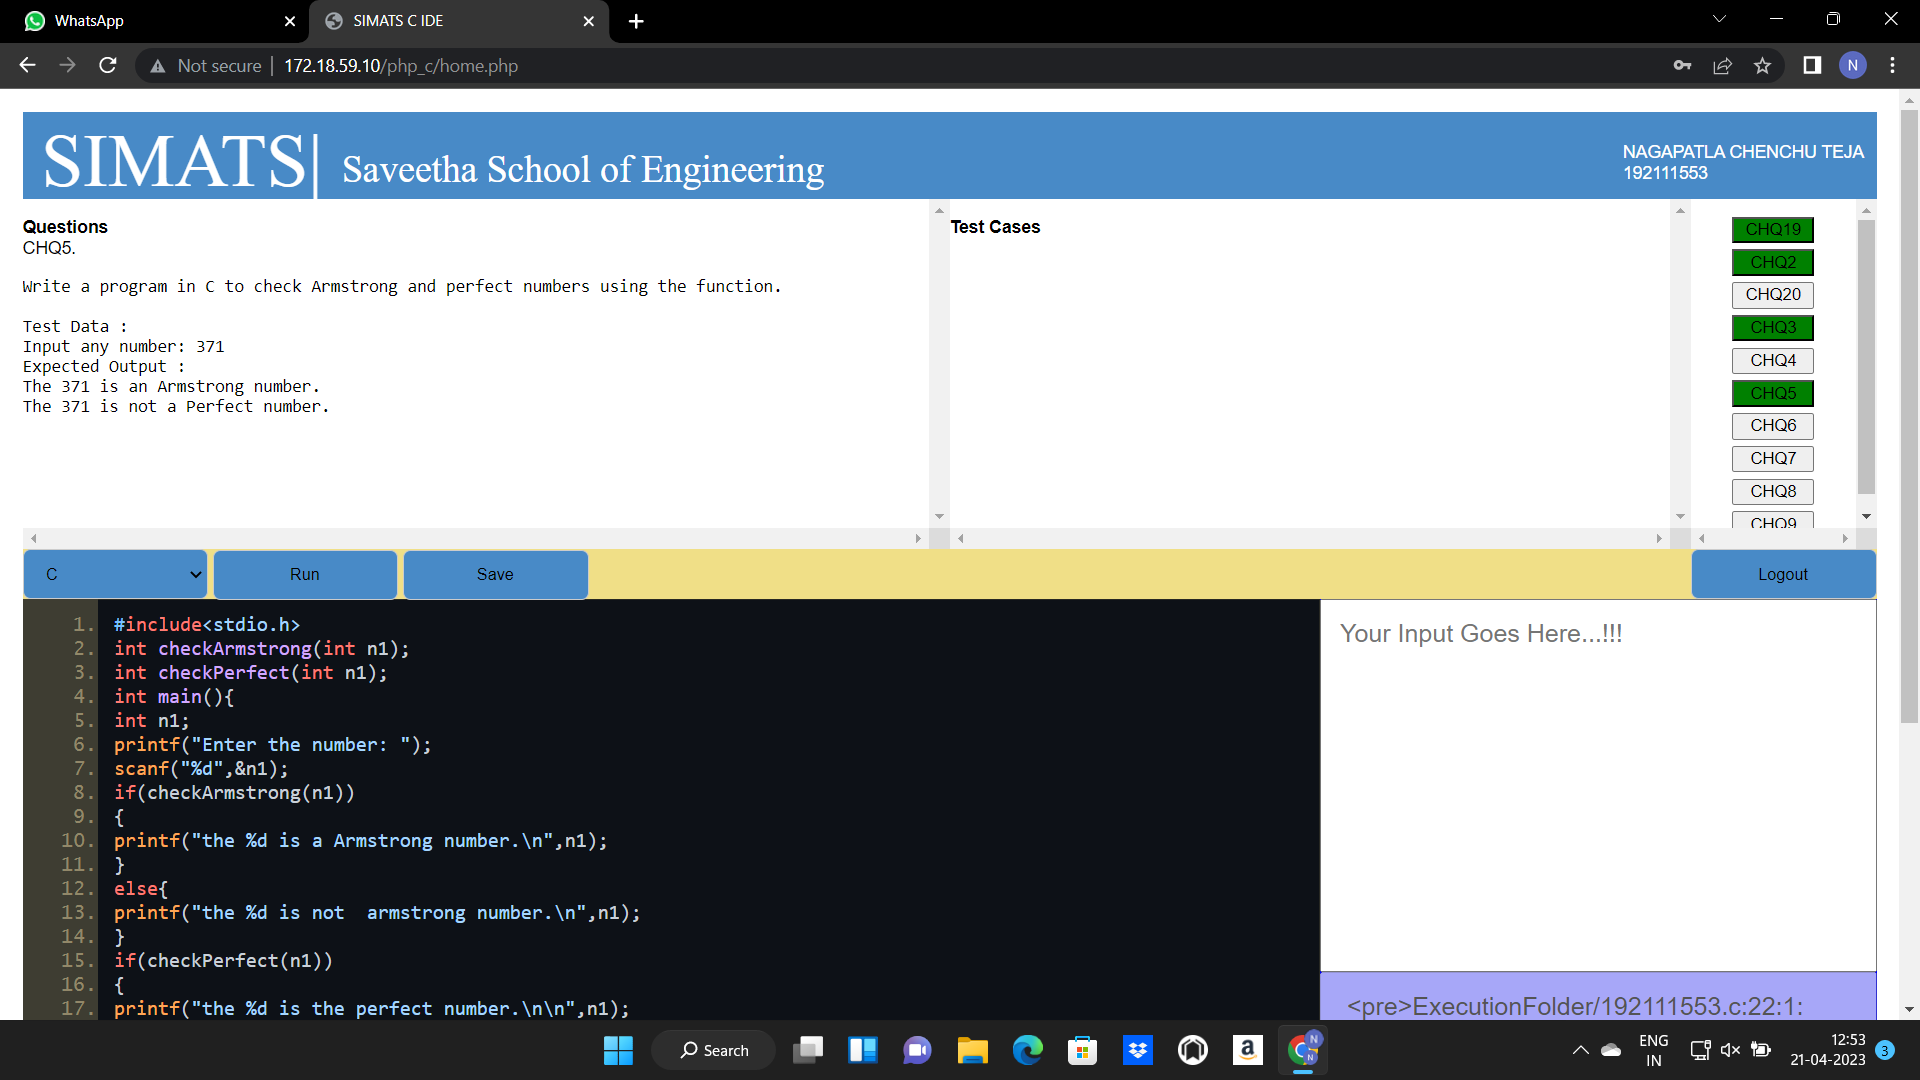 WhatsApp
SIMATS C IDE
Not secure
172.18.59.10/php_c/home.php
N
SIMATS| Saveetha School of Engineering
NAGAPATLA CHENCHU TEJA
192111553
Questions
CHQ5.
Write a program in C to check Armstrong and perfect numbers using the function.
Test Data :
Input any number: 371
Expected Output :
The 371 is an Armstrong number.
The 371 is not a Perfect number.
Test Cases
CHQ19
CHQ2
CHQ20
CHQ3
CHQ4
CHQ5
CHQ6
CHQ7
CHQ8
CHQ9
C
Run
Save
Logout
1. #include<stdio.h>
2. int checkArmstrong(int n1);
3. int checkPerfect(int n1);
4. int main(){
5. int n1;
6. printf("Enter the number: ");
7. scanf("%d",&n1);
8. if(checkArmstrong(n1))
9. {
10. printf("the %d is a Armstrong number.\n",n1);
11. }
12. else{
13. printf("the %d is not  armstrong number.\n",n1);
14. }
15. if(checkPerfect(n1))
16. {
17. printf("the %d is the perfect number.\n\n",n1);
Your Input Goes Here...!!!
<pre>ExecutionFolder/192111553.c:22:1:
Search
a
N
N
ENG
IN
12:53
21-04-2023
3